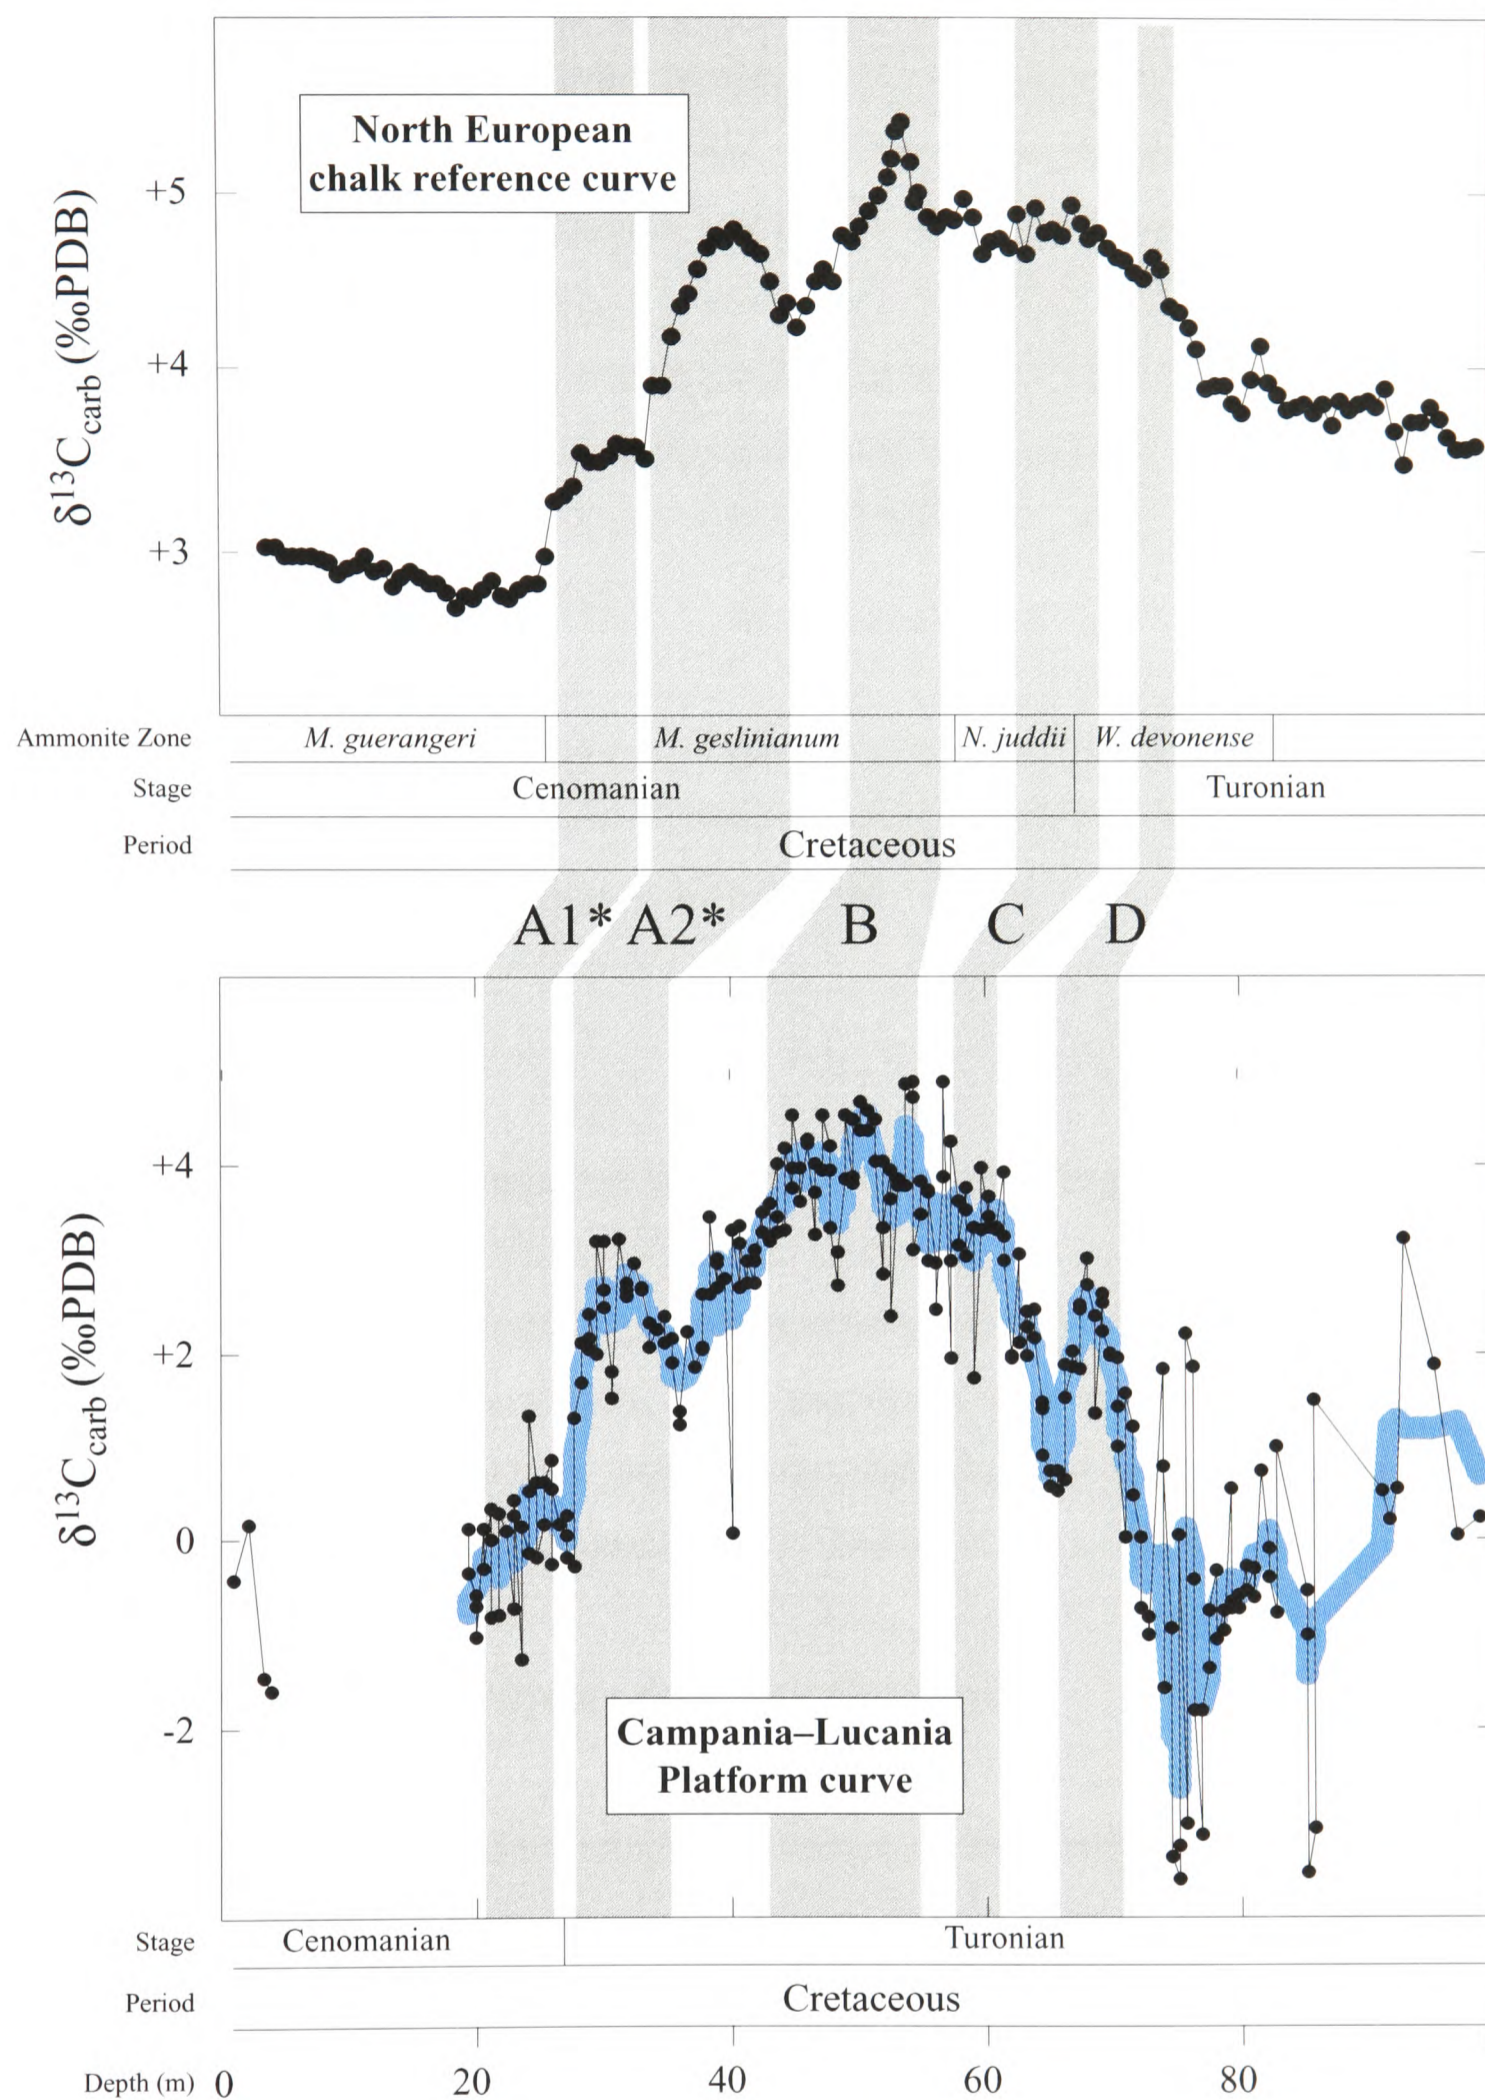 North European
chalk reference curve
δ13Ccarb (‰PDB)
+5
+4
+3
Ammonite Zone M. guerangeri M. geslinianum N. juddii W. devonense
Stage Cenomanian Turonian
Period Cretaceous
A1* A2* B C D
δ13Ccarb (‰PDB)
+4
+2
0
-2
Campania–Lucania
Platform curve
Stage Cenomanian Turonian
Period Cretaceous
Depth (m) 0 20 40 60 80